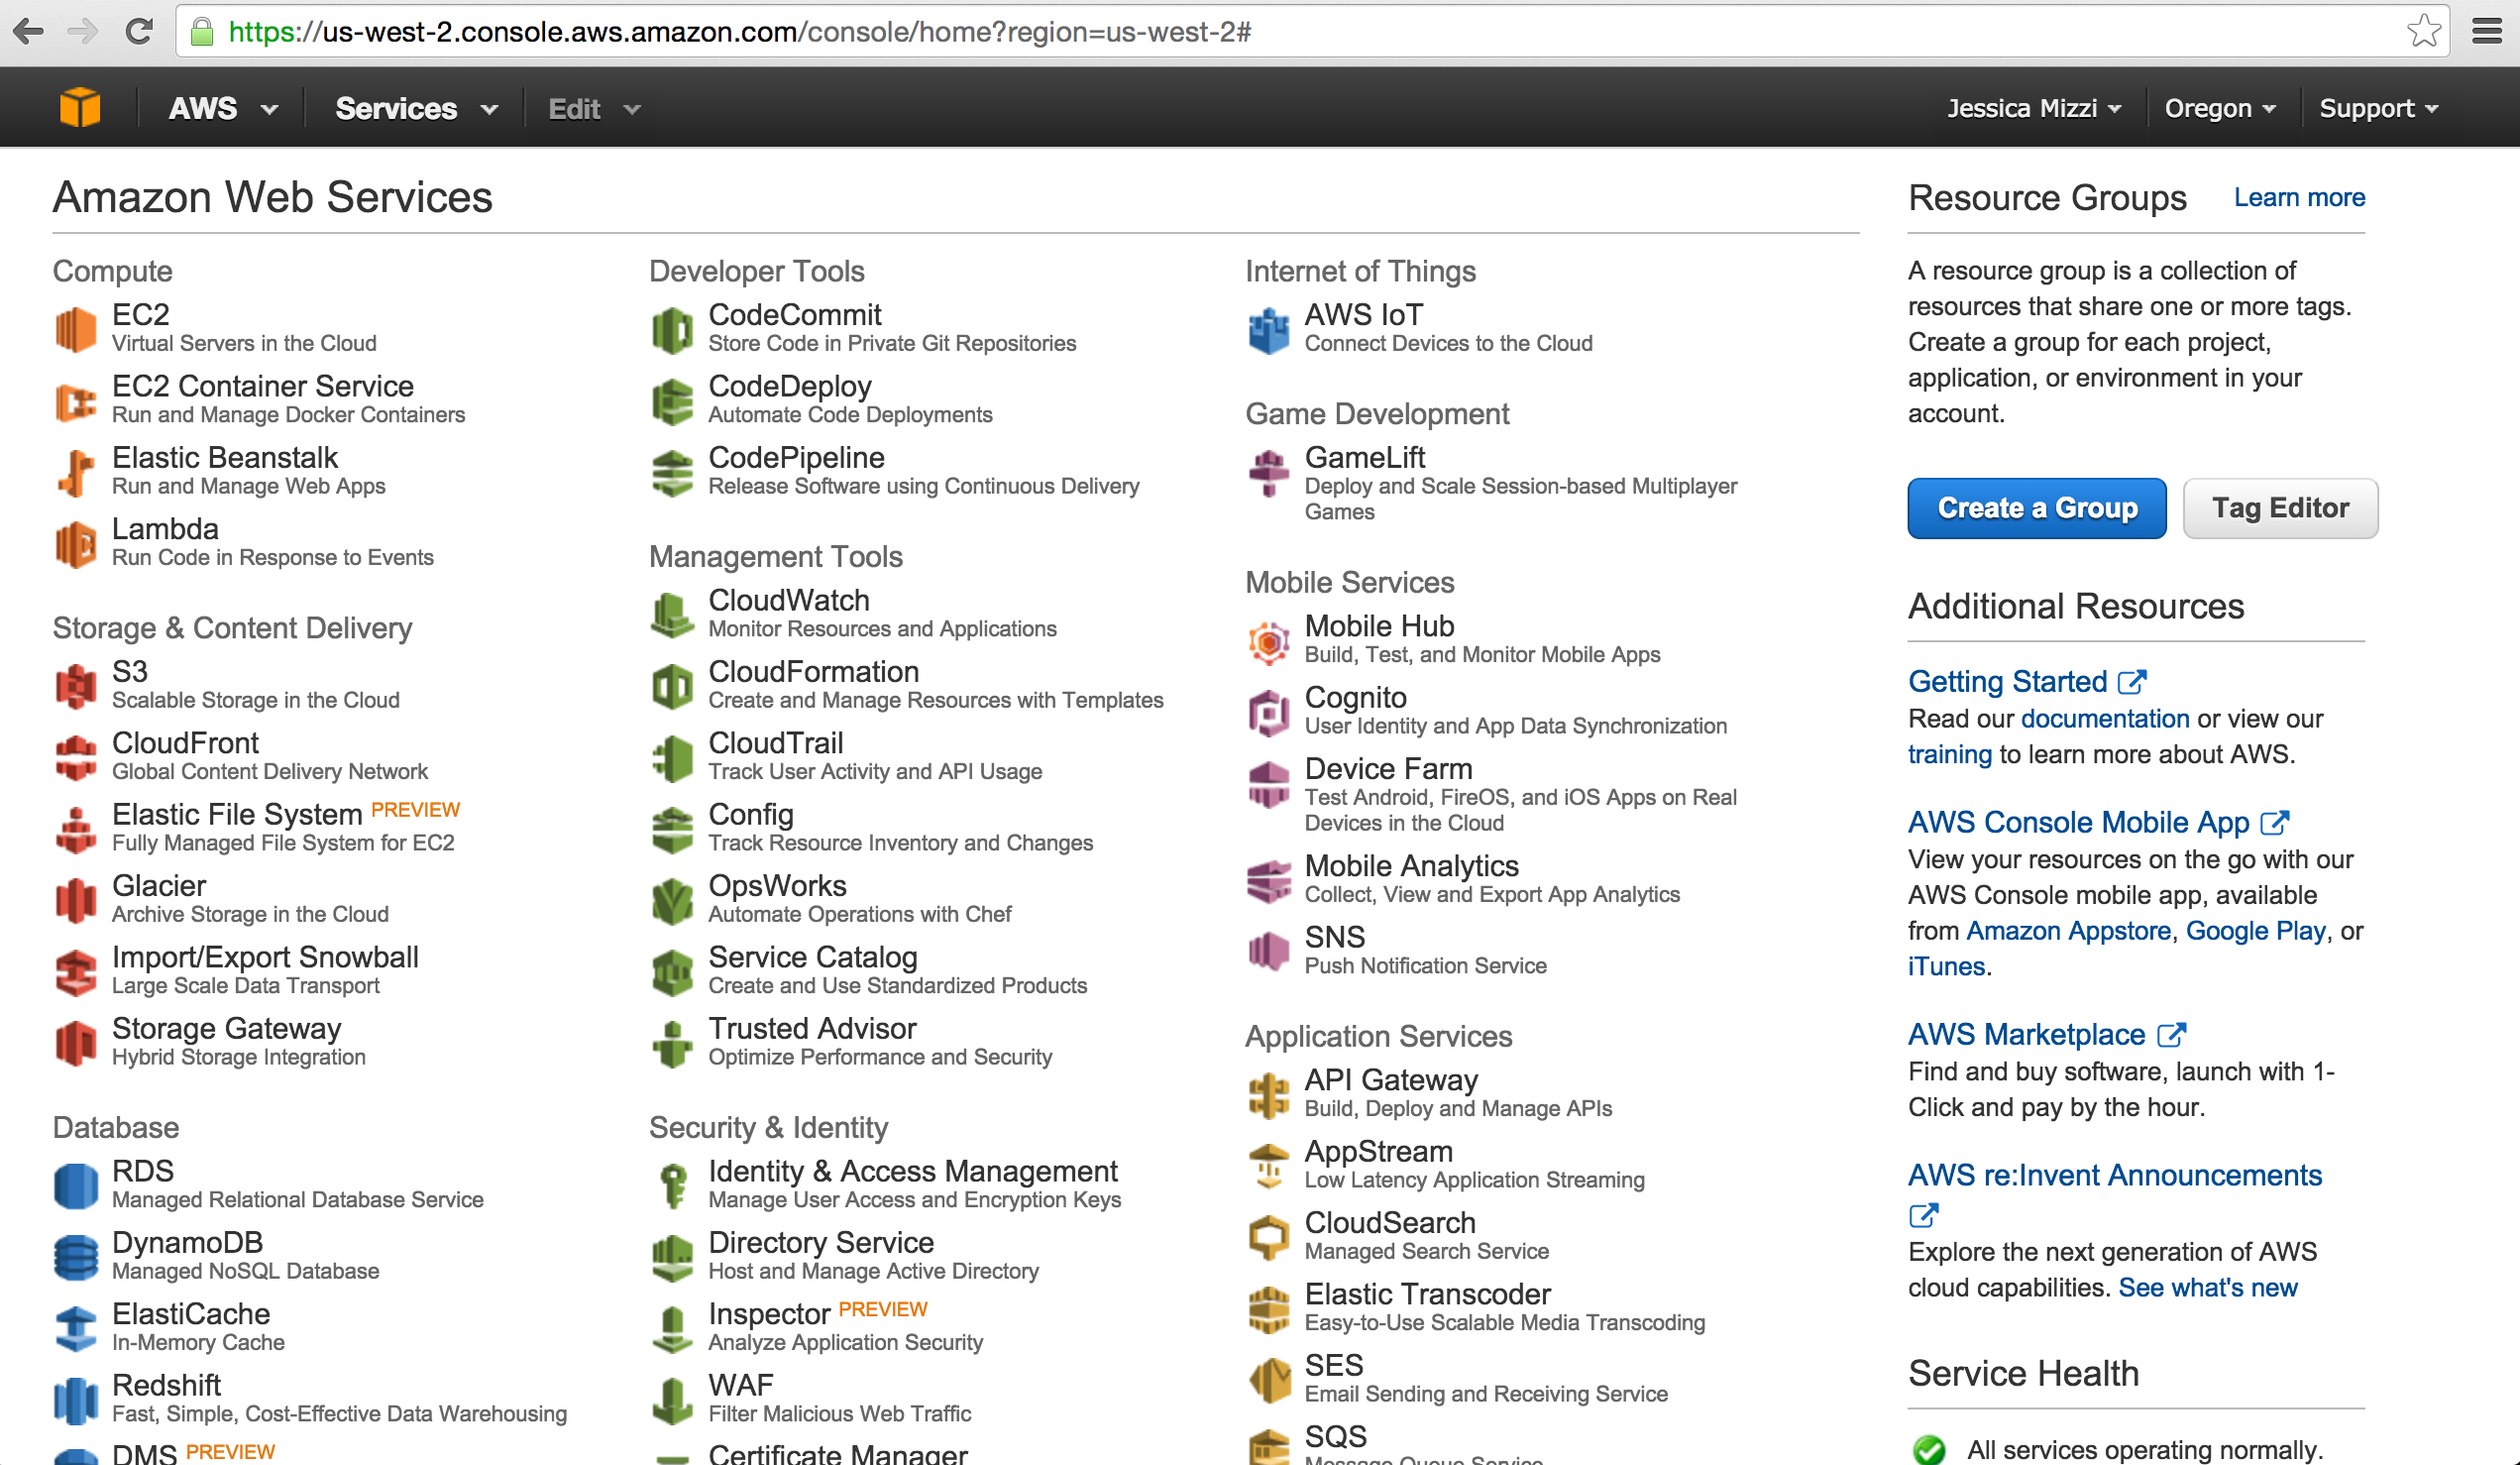 https://us-west-2.console.aws.amazon.com/console/home?region=us-west-2#
AWS Services Edit Jessica Mizzi Oregon Support
Amazon Web Services
Compute
EC2
Virtual Servers in the Cloud
EC2 Container Service
Run and Manage Docker Containers
Elastic Beanstalk
Run and Manage Web Apps
Lambda
Run Code in Response to Events
Storage & Content Delivery
S3
Scalable Storage in the Cloud
CloudFront
Global Content Delivery Network
Elastic File System PREVIEW
Fully Managed File System for EC2
Glacier
Archive Storage in the Cloud
Import/Export Snowball
Large Scale Data Transport
Storage Gateway
Hybrid Storage Integration
Database
RDS
Managed Relational Database Service
DynamoDB
Managed NoSQL Database
ElastiCache
In-Memory Cache
Redshift
Fast, Simple, Cost-Effective Data Warehousing
DMS PREVIEW
Developer Tools
CodeCommit
Store Code in Private Git Repositories
CodeDeploy
Automate Code Deployments
CodePipeline
Release Software using Continuous Delivery
Management Tools
CloudWatch
Monitor Resources and Applications
CloudFormation
Create and Manage Resources with Templates
CloudTrail
Track User Activity and API Usage
Config
Track Resource Inventory and Changes
OpsWorks
Automate Operations with Chef
Service Catalog
Create and Use Standardized Products
Trusted Advisor
Optimize Performance and Security
Security & Identity
Identity & Access Management
Manage User Access and Encryption Keys
Directory Service
Host and Manage Active Directory
Inspector PREVIEW
Analyze Application Security
WAF
Filter Malicious Web Traffic
Certificate Manager
Internet of Things
AWS IoT
Connect Devices to the Cloud
Game Development
GameLift
Deploy and Scale Session-based Multiplayer
Games
Mobile Services
Mobile Hub
Build, Test, and Monitor Mobile Apps
Cognito
User Identity and App Data Synchronization
Device Farm
Test Android, FireOS, and iOS Apps on Real
Devices in the Cloud
Mobile Analytics
Collect, View and Export App Analytics
SNS
Push Notification Service
Application Services
API Gateway
Build, Deploy and Manage APIs
AppStream
Low Latency Application Streaming
CloudSearch
Managed Search Service
Elastic Transcoder
Easy-to-Use Scalable Media Transcoding
SES
Email Sending and Receiving Service
SQS
Message Queue Service
Resource Groups Learn more
A resource group is a collection of
resources that share one or more tags.
Create a group for each project,
application, or environment in your
account.
Create a Group Tag Editor
Additional Resources
Getting Started
Read our documentation or view our
training to learn more about AWS.
AWS Console Mobile App
View your resources on the go with our
AWS Console mobile app, available
from Amazon Appstore, Google Play, or
iTunes.
AWS Marketplace
Find and buy software, launch with 1-
Click and pay by the hour.
AWS re:Invent Announcements
Explore the next generation of AWS
cloud capabilities. See what's new
Service Health
All services operating normally.